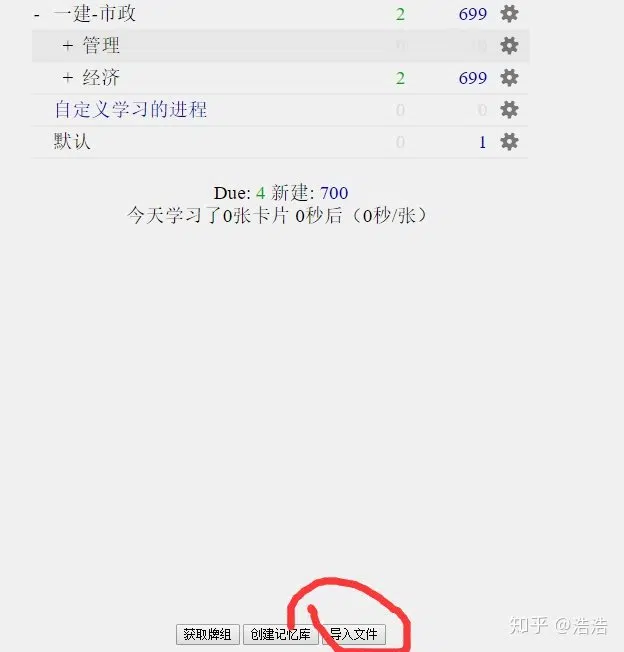 - 一建-市政 2 699
+ 管理 0 0
+ 经济 2 699
自定义学习的进程 0 0
默认 0 1
Due: 4 新建: 700
今天学习了0张卡片 0秒后（0秒/张）
获取牌组 创建记忆库 导入文件
知乎 @浩浩